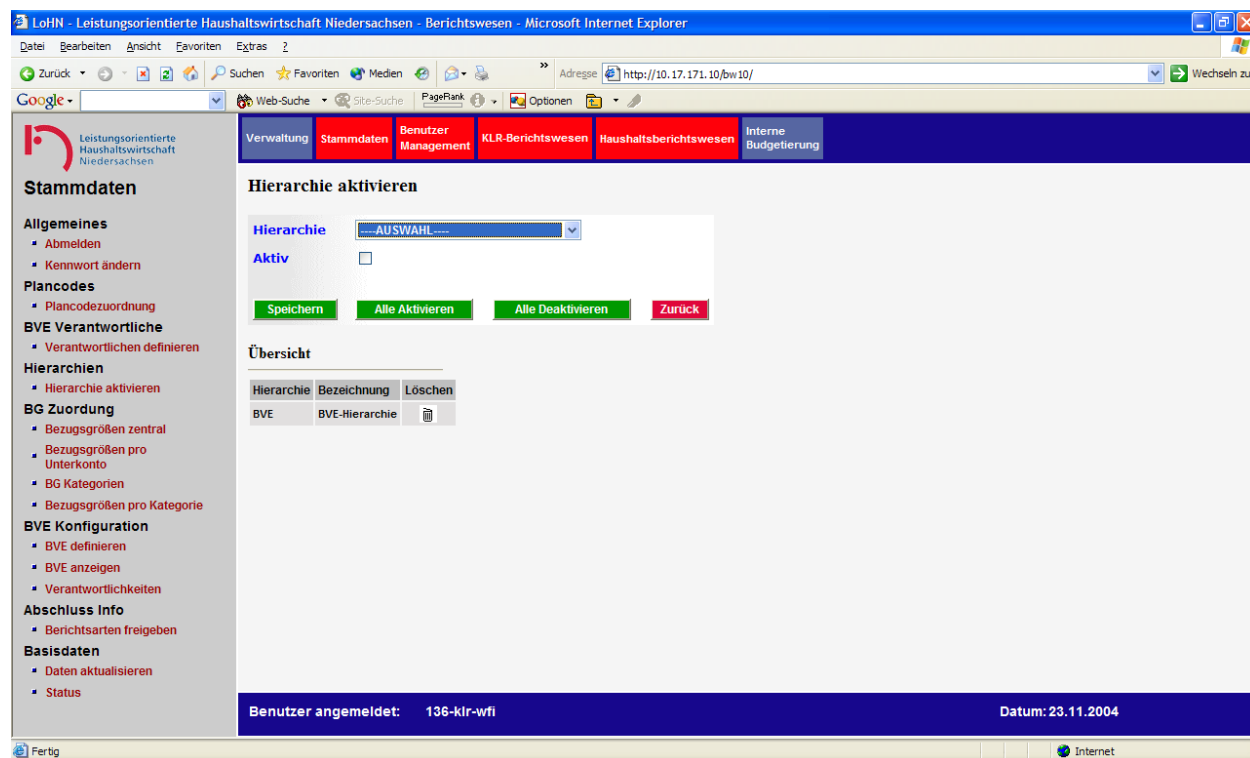 LoHN - Leistungsorientierte Haushaltswirtschaft Niedersachsen - Berichtswesen - Microsoft Internet Explorer
Datei Bearbeiten Ansicht Favoriten Extras ?
Zurück Suchen Favoriten Medien » Adresse http://10.17.171.10/bw10/ Wechseln zu
Google Web-Suche Site-Suche PageRank Optionen
Leistungsorientierte
Haushaltswirtschaft
Niedersachsen
Verwaltung Stammdaten Benutzer Management KLR-Berichtswesen Haushaltsberichtswesen Interne Budgetierung
Stammdaten
Allgemeines
Abmelden
Kennwort ändern
Plancodes
Plancodezuordnung
BVE Verantwortliche
Verantwortlichen definieren
Hierarchien
Hierarchie aktivieren
BG Zuordung
Bezugsgrößen zentral
Bezugsgrößen pro
Unterkonto
BG Kategorien
Bezugsgrößen pro Kategorie
BVE Konfiguration
BVE definieren
BVE anzeigen
Verantwortlichkeiten
Abschluss Info
Berichtsarten freigeben
Basisdaten
Daten aktualisieren
Status
Hierarchie aktivieren
Hierarchie ----AUSWAHL----
Aktiv
Speichern Alle Aktivieren Alle Deaktivieren Zurück
Übersicht
Hierarchie Bezeichnung Löschen
BVE BVE-Hierarchie
Benutzer angemeldet: 136-klr-wfi Datum: 23.11.2004
Fertig Internet